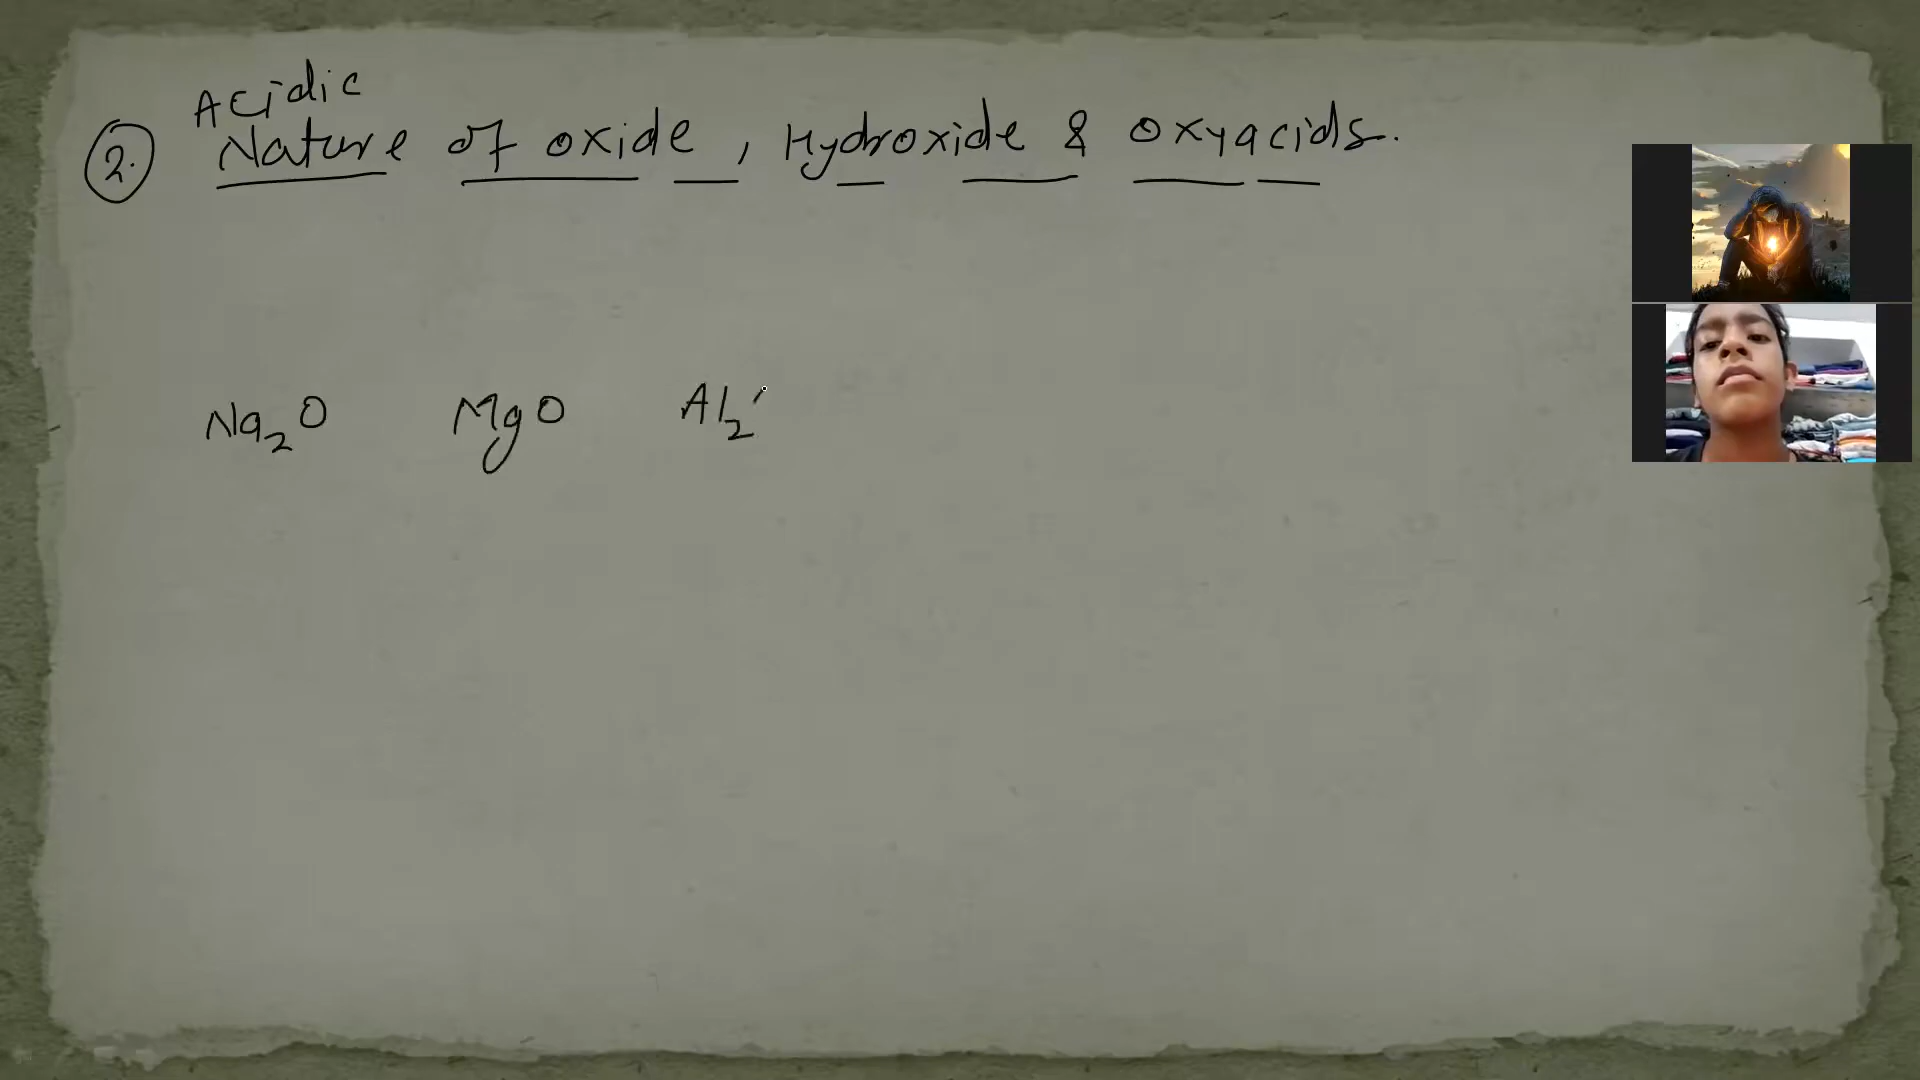 Acidic
2. Nature of oxide, Hydroxide & Oxyacids.
Na₂O MgO Al₂